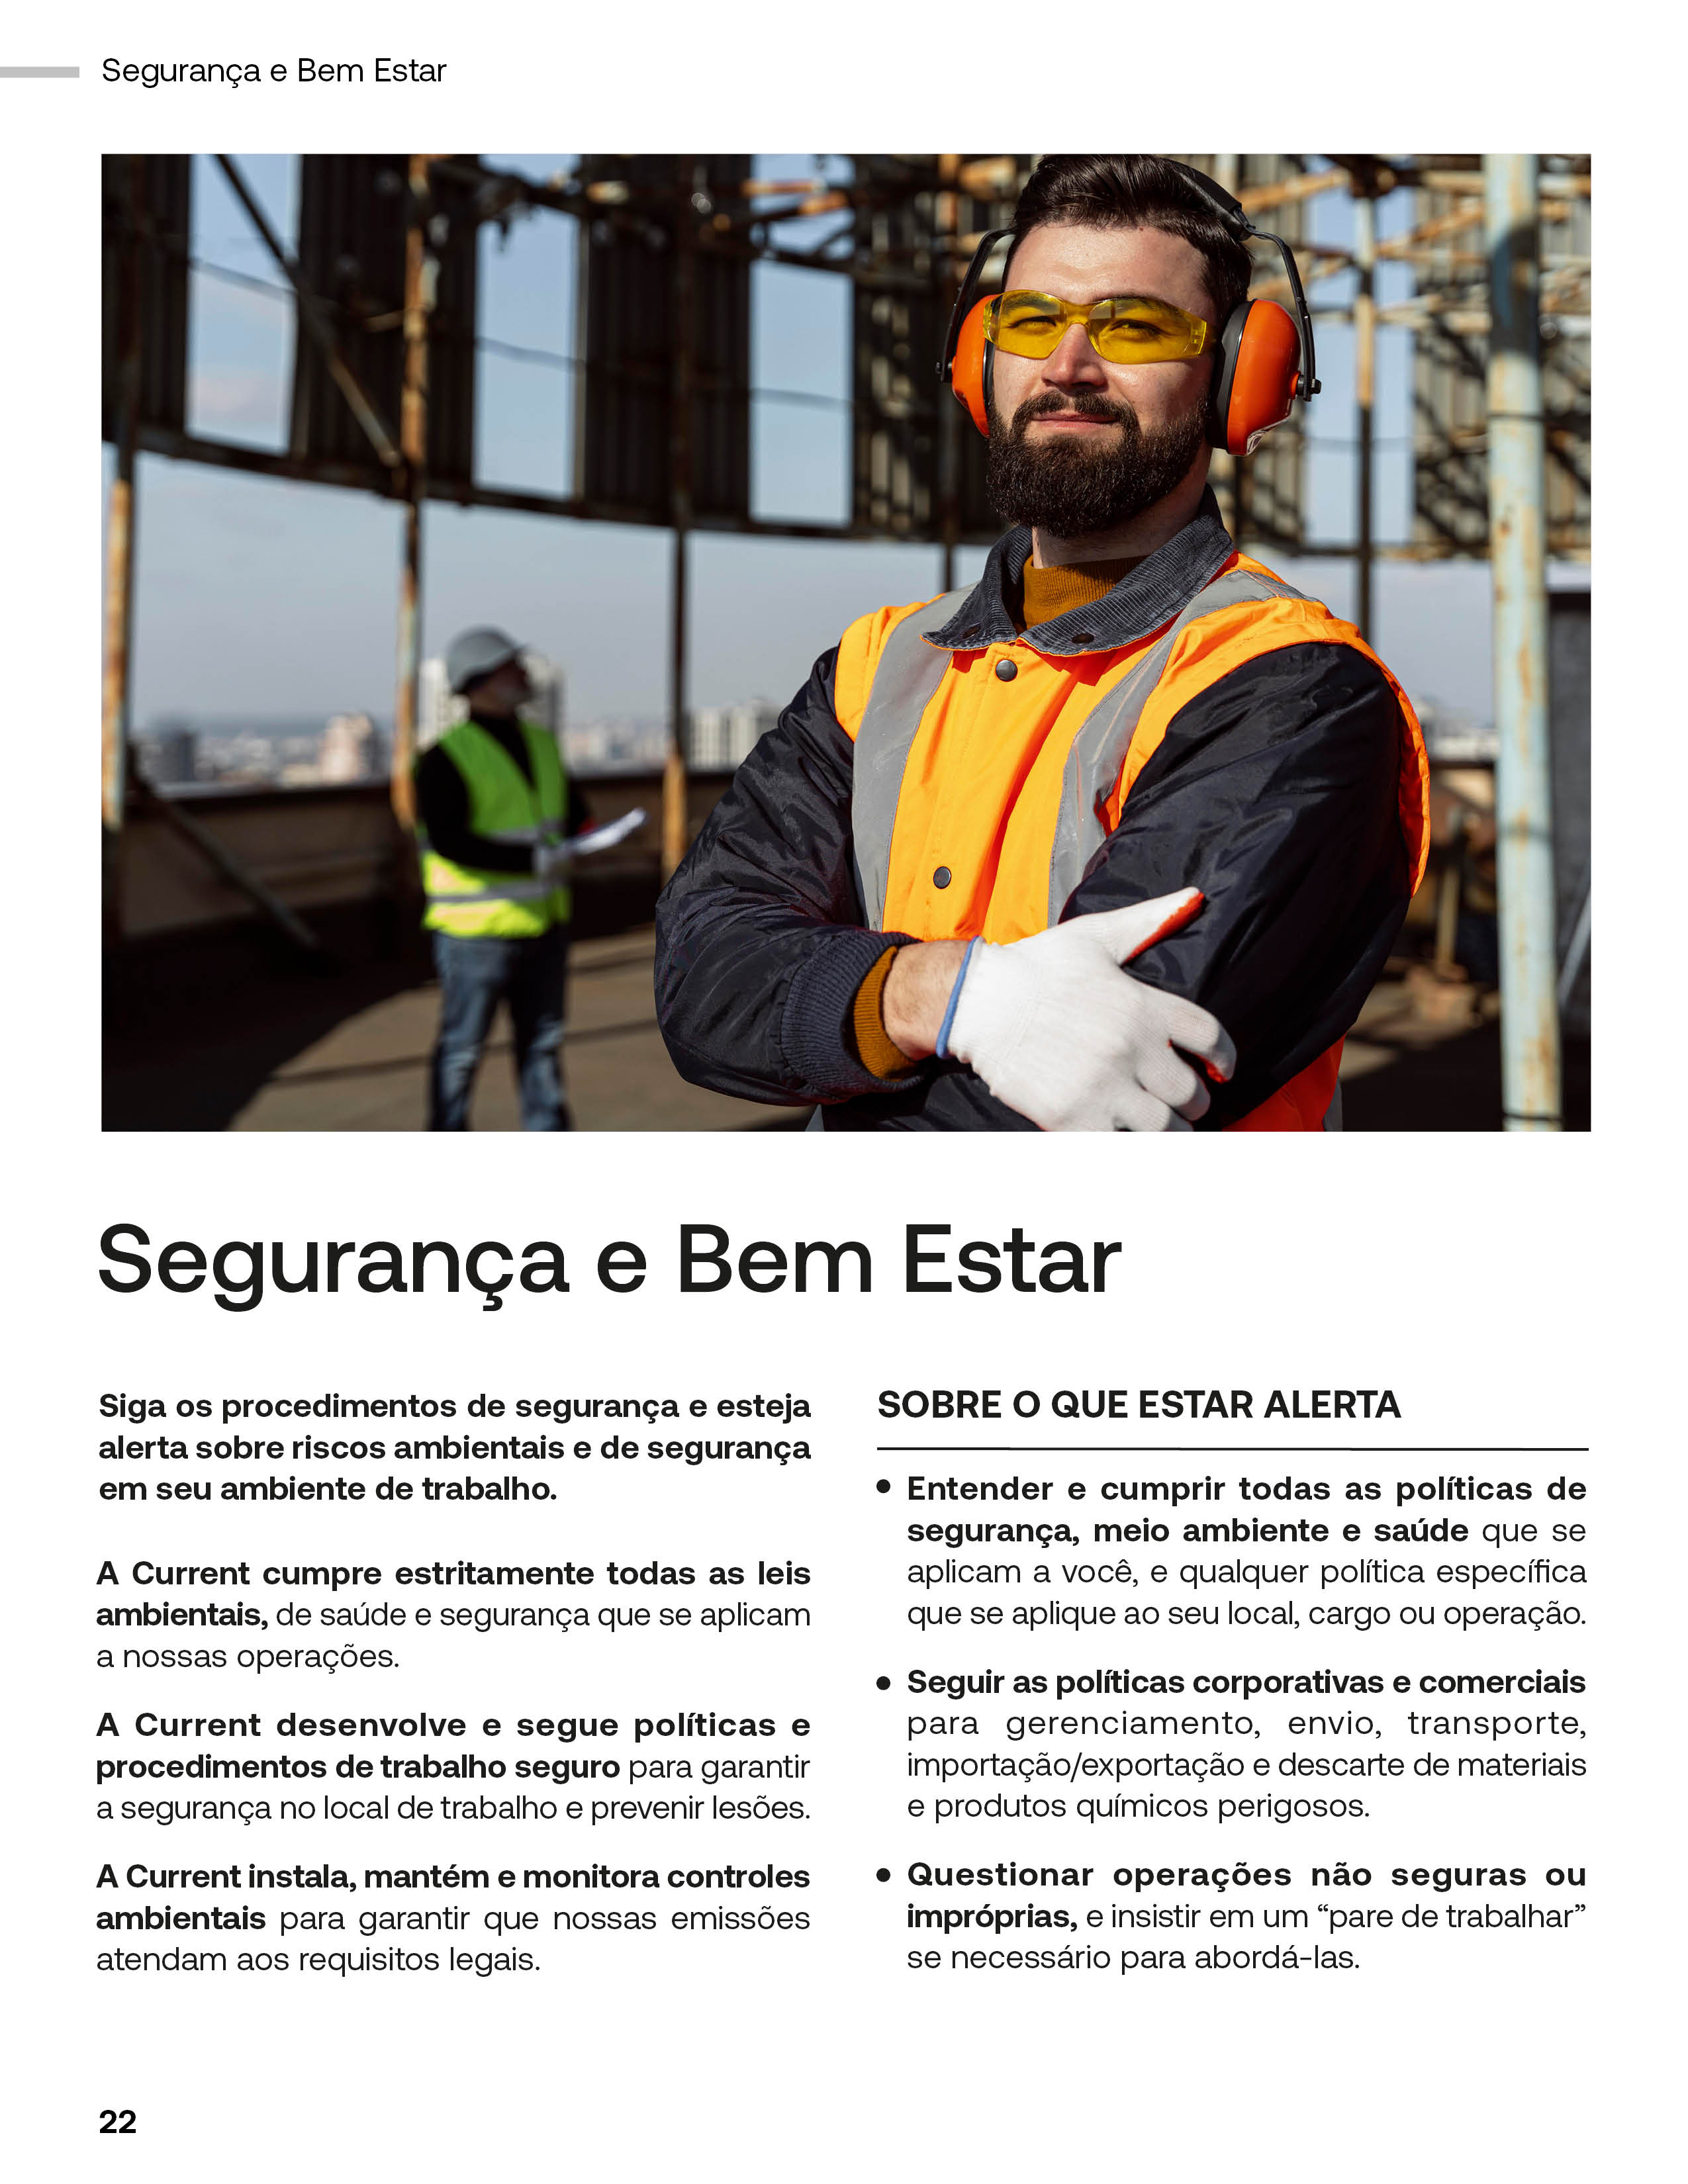 Segurança e Bem Estar
Segurança e Bem Estar
Siga os procedimentos de segurança e esteja
alerta sobre riscos ambientais e de segurança
em seu ambiente de trabalho.
A Current cumpre estritamente todas as leis
ambientais, de saúde e segurança que se aplicam
a nossas operações.
A Current desenvolve e segue políticas e
procedimentos de trabalho seguro para garantir
a segurança no local de trabalho e prevenir lesões.
A Current instala, mantém e monitora controles
ambientais para garantir que nossas emissões
atendam aos requisitos legais.
SOBRE O QUE ESTAR ALERTA
• Entender e cumprir todas as políticas de
segurança, meio ambiente e saúde que se
aplicam a você, e qualquer política específica
que se aplique ao seu local, cargo ou operação.
• Seguir as políticas corporativas e comerciais
para gerenciamento, envio, transporte,
importação/exportação e descarte de materiais
e produtos químicos perigosos.
• Questionar operações não seguras ou
impróprias, e insistir em um “pare de trabalhar”
se necessário para abordá-las.
22